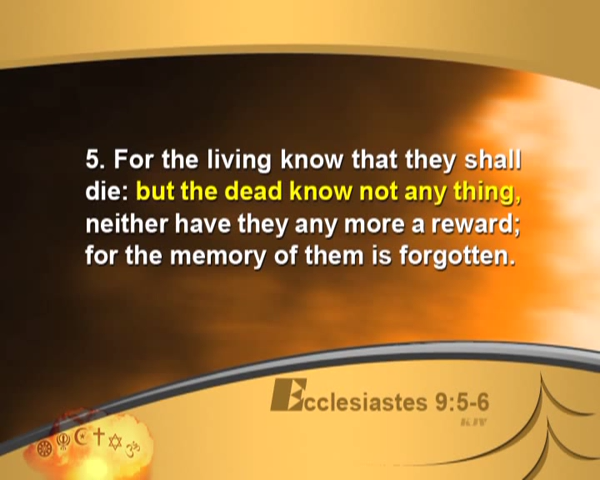 5. For the living know that they shall
die: but the dead know not any thing,
neither have they any more a reward;
for the memory of them is forgotten.
Ecclesiastes 9:5-6
KJV